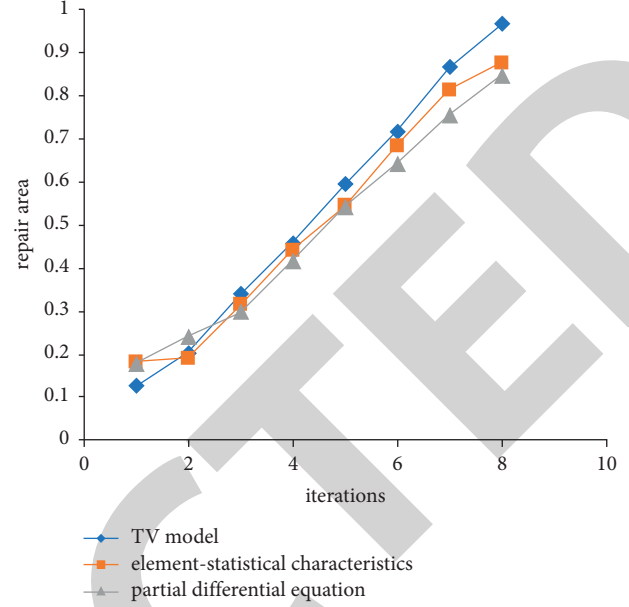 1
0.9
0.8
0.7
0.6
0.5
0.4
0.3
0.2
0.1
0
repair area
0 2 4 6 8 10
iterations
TV model
element-statistical characteristics
partial differential equation
CTED